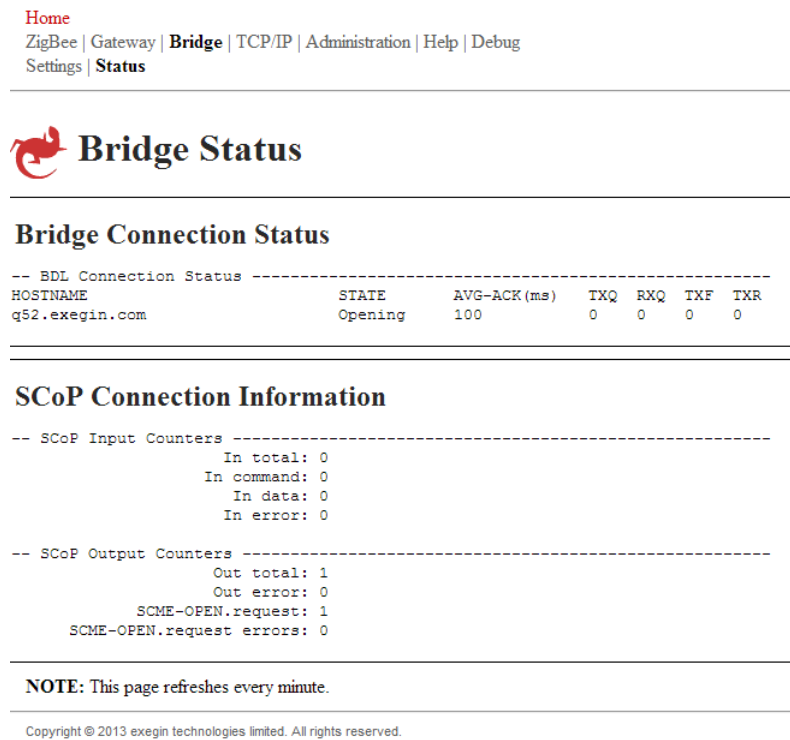 Home
ZigBee | Gateway | Bridge | TCP/IP | Administration | Help | Debug
Settings | Status
Bridge Status
Bridge Connection Status
-- BDL Connection Status ------------------------------------------------------
HOSTNAME STATE AVG-ACK(ms) TXQ RXQ TXF TXR
q52.exegin.com Opening 100 0 0 0 0
SCoP Connection Information
-- SCoP Input Counters --------------------------------------------------------
In total: 0
In command: 0
In data: 0
In error: 0
-- SCoP Output Counters -------------------------------------------------------
Out total: 1
Out error: 0
SCME-OPEN.request: 1
SCME-OPEN.request errors: 0
NOTE: This page refreshes every minute.
Copyright © 2013 exegin technologies limited. All rights reserved.